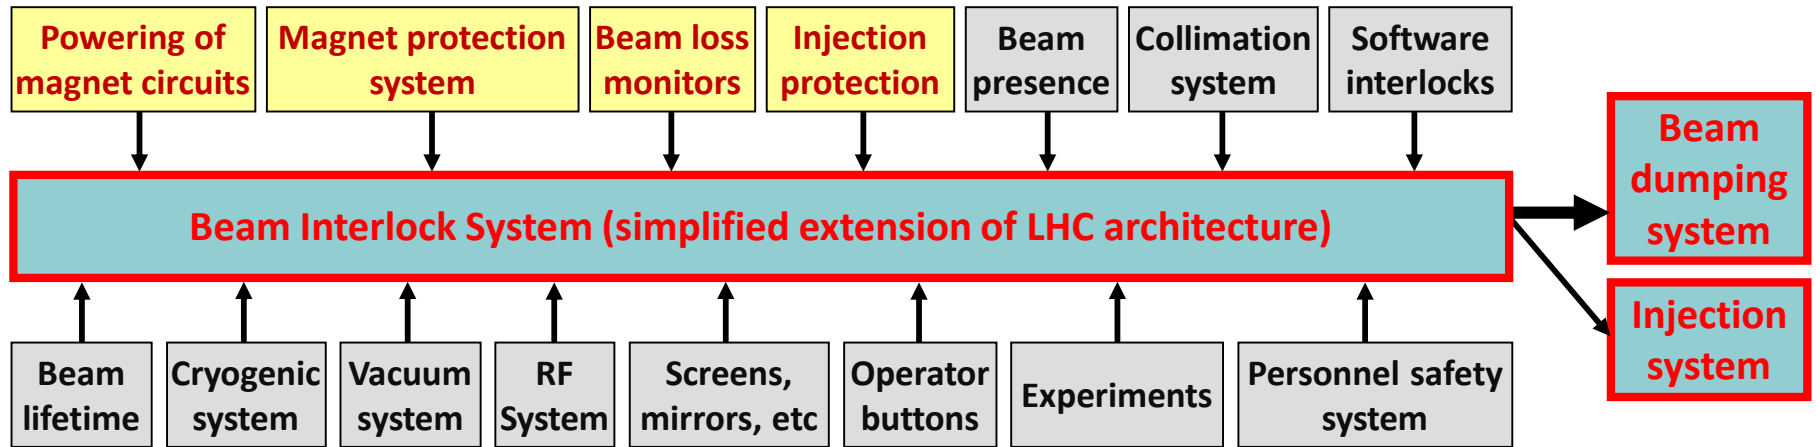 Powering of
magnet circuits
Magnet protection
system
Beam loss
monitors
Injection
protection
Beam
presence
Collimation
system
Software
interlocks
Beam Interlock System (simplified extension of LHC architecture)
Beam
dumping
system
Injection
system
Beam
lifetime
Cryogenic
system
Vacuum
system
RF
System
Screens,
mirrors, etc
Operator
buttons
Experiments
Personnel safety
system